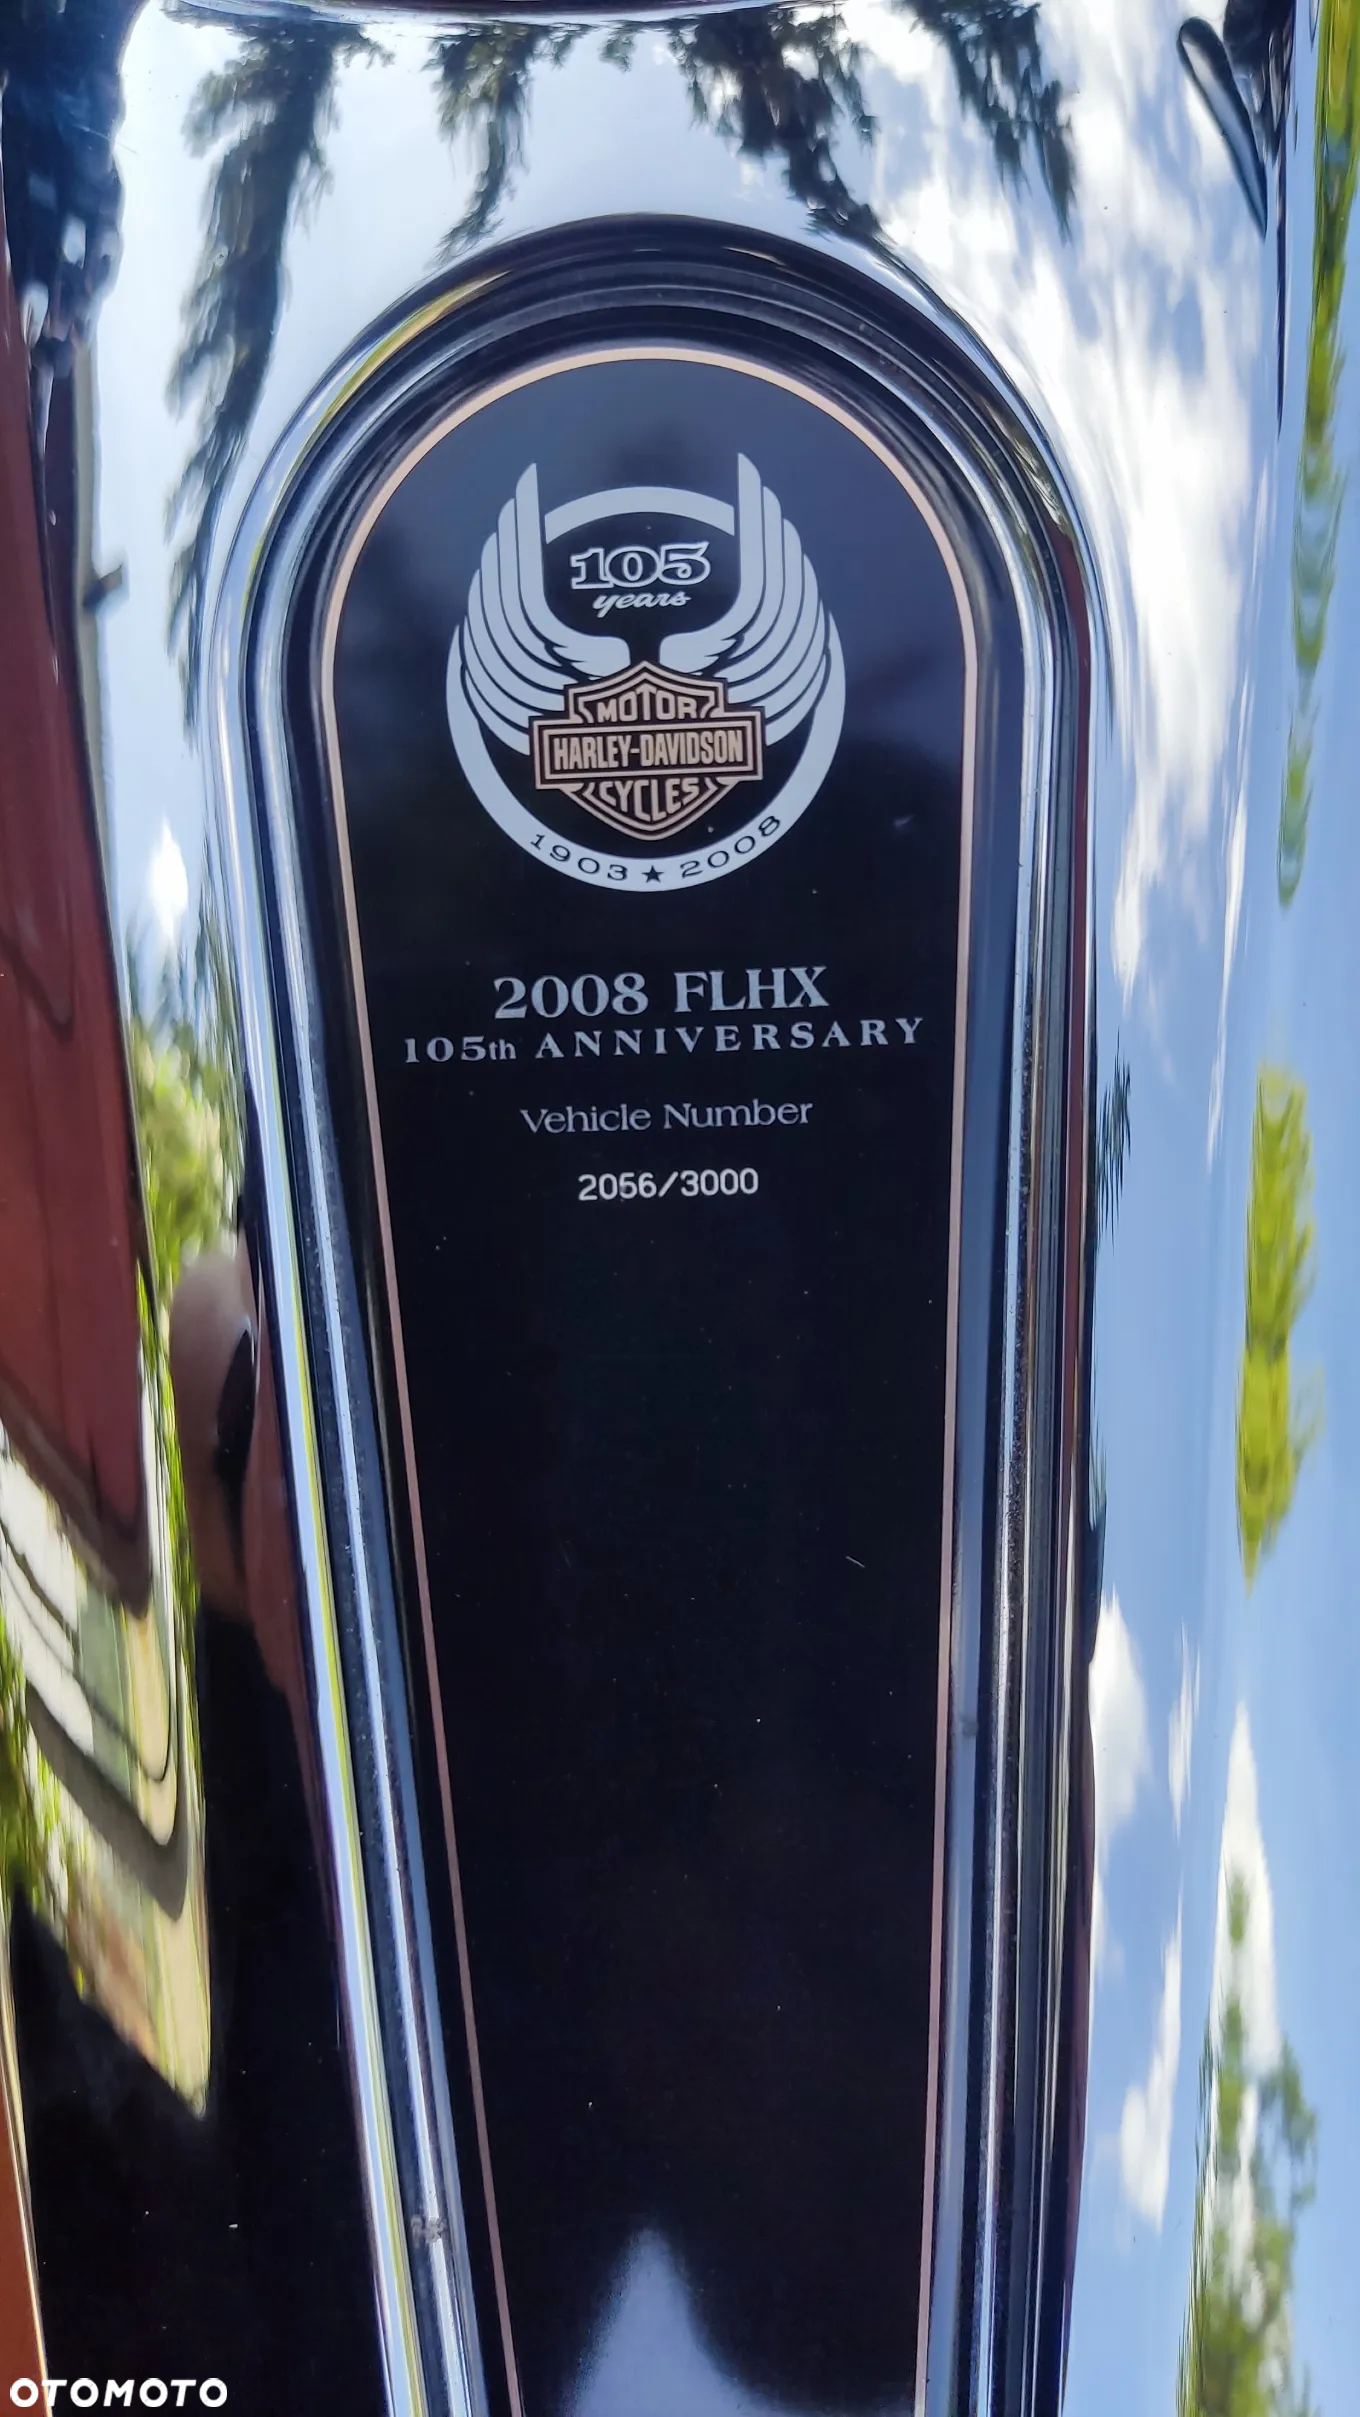 105
years
MOTOR
HARLEY-DAVIDSON
CYCLES
1903 ★ 2008
2008 FLHX
105th ANNIVERSARY
Vehicle Number
2056/3000
OTOMOTO